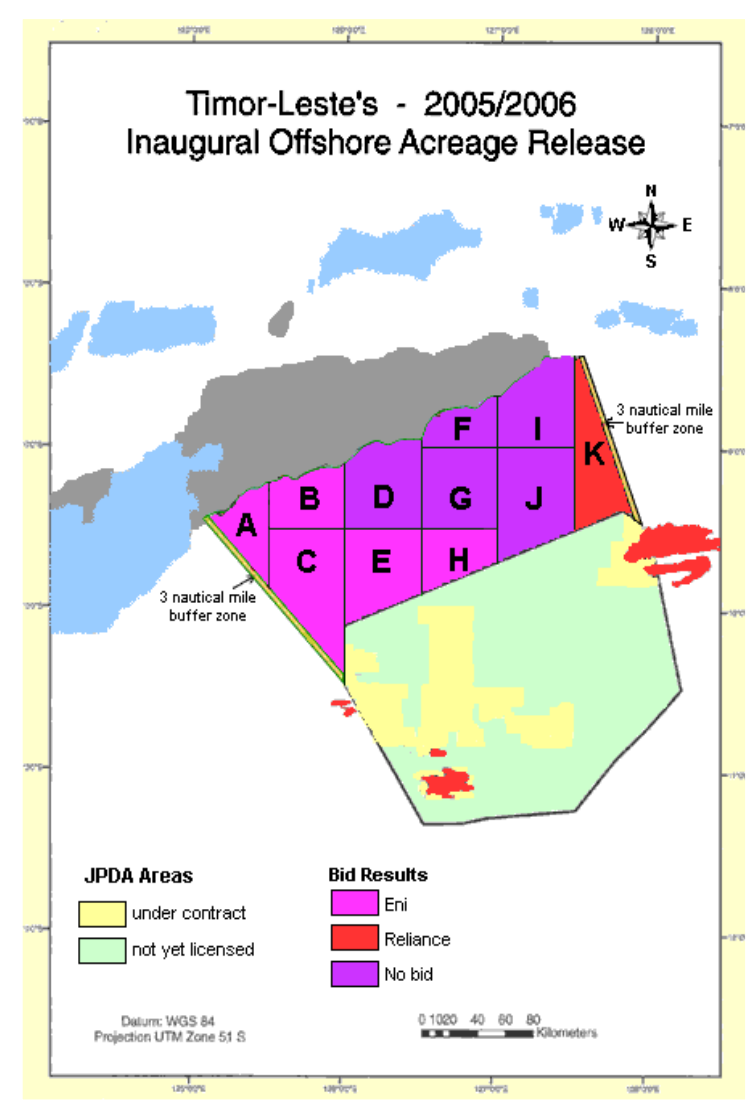 Timor-Leste's - 2005/2006
Inaugural Offshore Acreage Release
N
W E
S
3 nautical mile
buffer zone
F I
K
A B D G J
C E H
3 nautical mile
buffer zone
JPDA Areas
under contract
not yet licensed
Bid Results
Eni
Reliance
No bid
Datum: WGS 84
Projection UTM Zone 51 S
0 1020 40 60 80
Kilometers